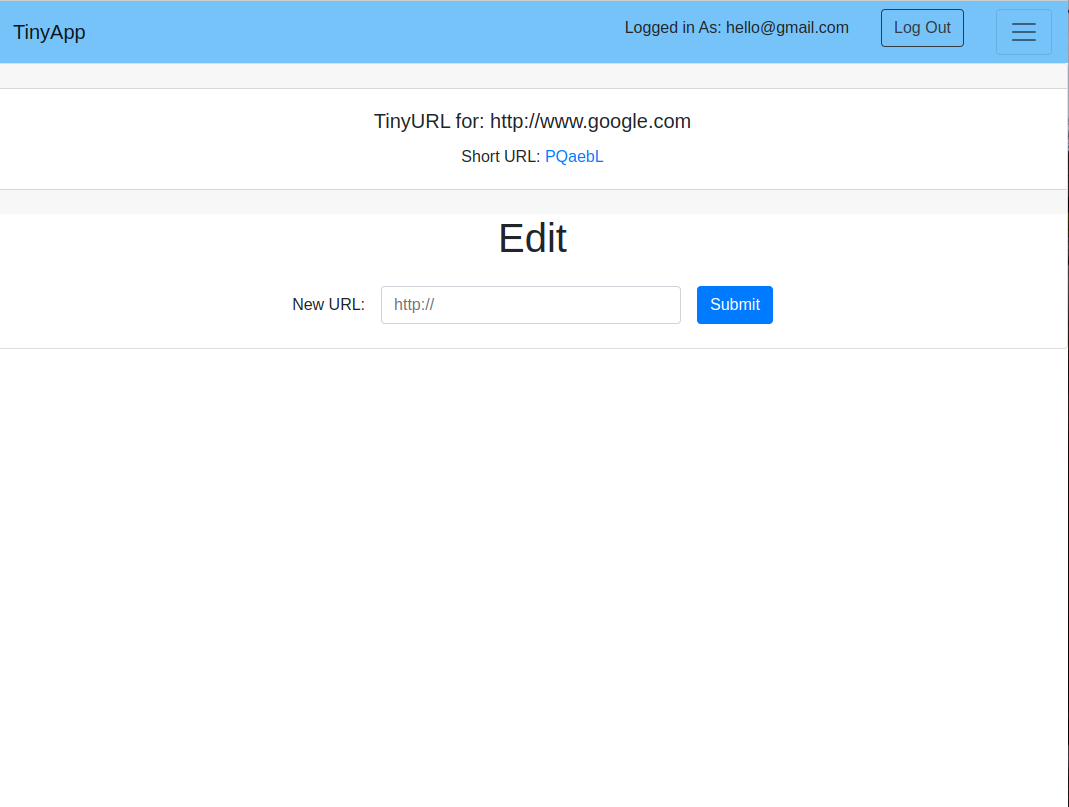 TinyApp
Logged in As: hello@gmail.com
Log Out
TinyURL for: http://www.google.com
Short URL: PQaebL
Edit
New URL:
http://
Submit